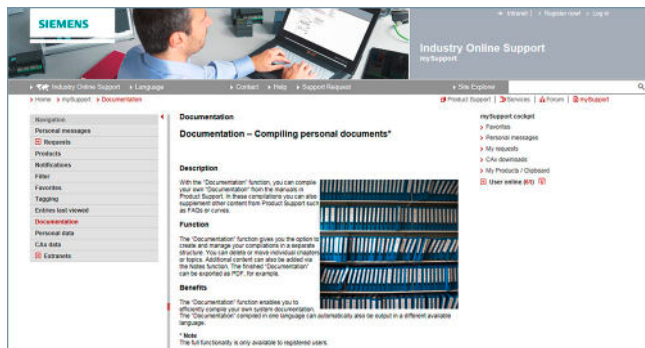 SIEMENS
Intranet | Register now! Log in
Industry Online Support
mySupport
Industry Online Support Language Contact Help Support Request Site Explorer
Home mySupport Documentation
Product Support Services Forum mySupport
Navigation
Personal messages
Requests
Products
Notifications
Filter
Favorites
Tagging
Entries last viewed
Documentation
Personal data
CAx data
Extranets
Documentation
Documentation – Compiling personal documents*
Description
With the "Documentation" function, you can compile
your own "Documentation" from the manuals in
Product Support. In these compilations you can also
supplement other content from Product Support such
as FAQs or curves.
Function
The "Documentation" function gives you the option to
create and manage your compilations in a separate
structure. You can delete or move individual chapters
or topics. Additional content can also be added via
the Notes function. The finished "Documentation"
can be exported as PDF, for example.
Benefits
The "Documentation" function enables you to
efficiently compile your own system documentation.
The "Documentation" compiled in one language can automatically also be output in a different available
language.
* Note
The full functionality is only available to registered users.
mySupport cockpit
Favorites
Personal messages
My requests
CAx downloads
My Products / Clipboard
User online